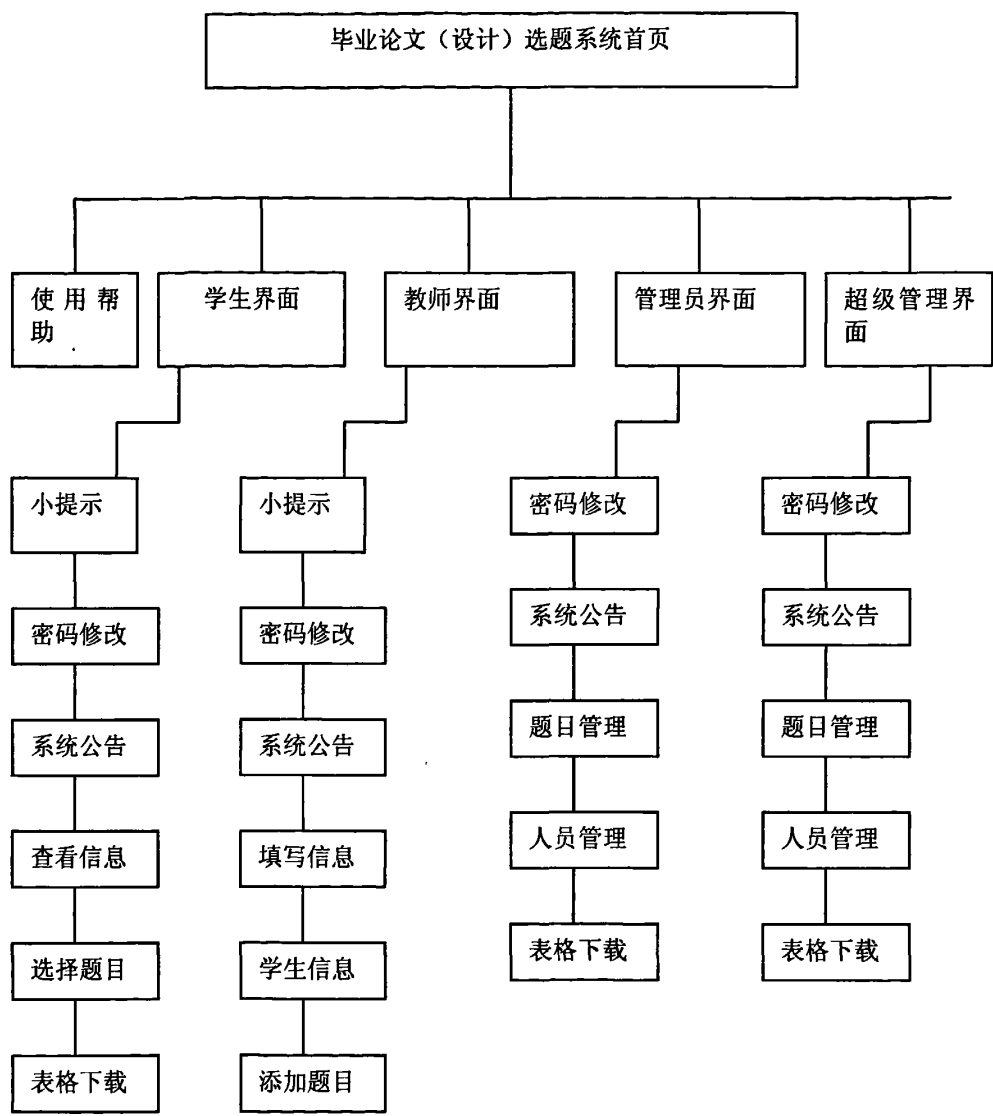 毕业论文（设计）选题系统首页
使用帮
助
学生界面
教师界面
管理员界面
超级管理界
面
小提示
小提示
密码修改
密码修改
密码修改
密码修改
系统公告
系统公告
系统公告
系统公告
题目管理
题目管理
查看信息
填写信息
人员管理
人员管理
选择题目
学生信息
表格下载
表格下载
表格下载
添加题目